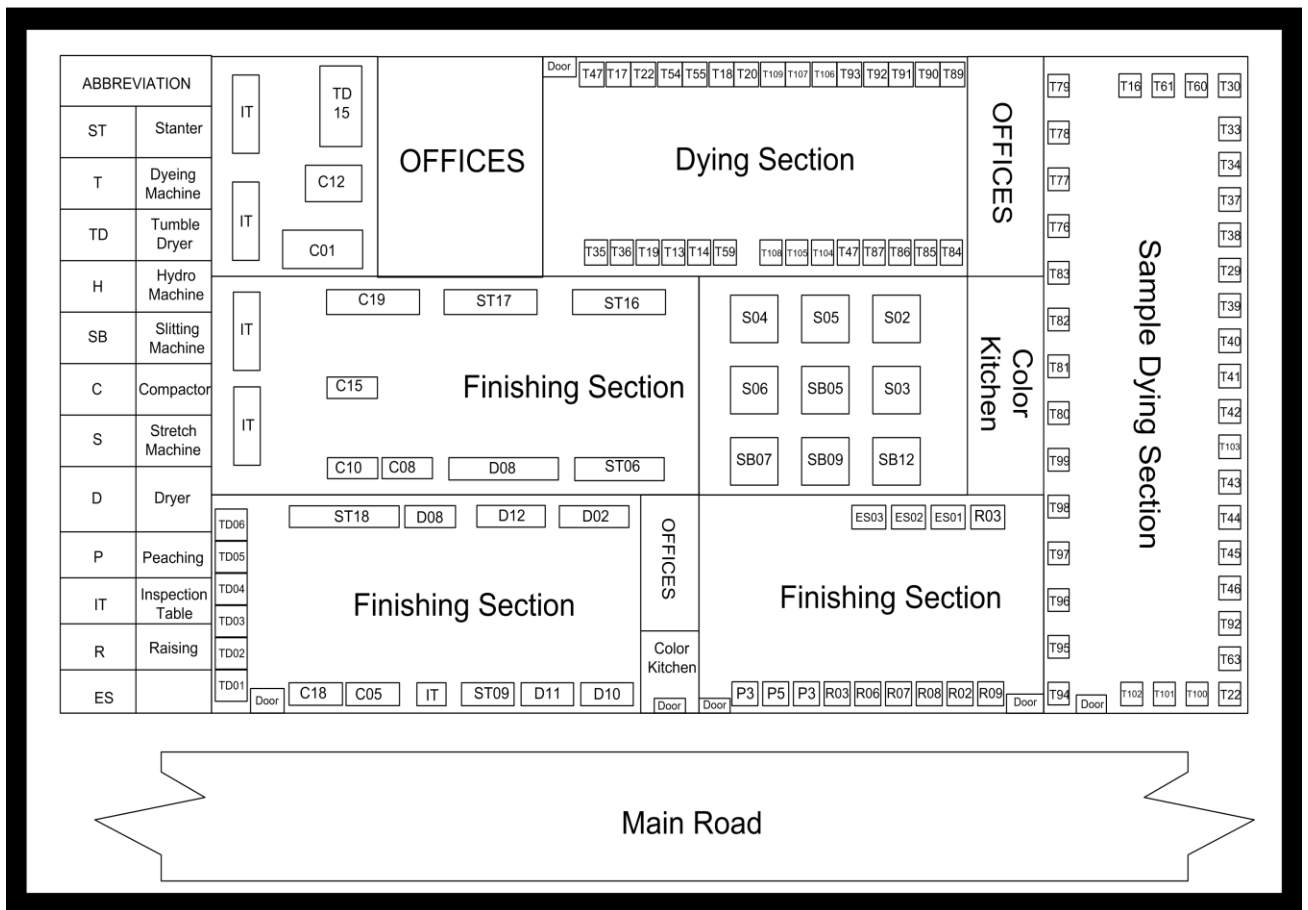 ABBREVIATION
ST Stanter
T Dyeing
Machine
TD Tumble
Dryer
H Hydro
Machine
SB Slitting
Machine
C Compactor
S Stretch
Machine
D Dryer
P Peaching
IT Inspection
Table
R Raising
ES
IT
TD
15
C12
IT
C01
OFFICES
Door
T47 T17 T22 T54 T55 T18 T20 T109 T107 T106 T93 T92 T91 T90 T89
Dying Section
T35 T36 T19 T13 T14 T59 T108 T105 T104 T47 T87 T86 T85 T84
OFFICES
IT
C19 ST17 ST16
C15
Finishing Section
IT
C10 C08 D08 ST06
S04 S05 S02
S06 SB05 S03
SB07 SB09 SB12
Color
Kitchen
TD06
TD05
TD04
TD03
TD02
TD01
ST18 D08 D12 D02
Finishing Section
Door
C18 C05 IT ST09 D11 D10
OFFICES
Color
Kitchen
Door
ES03 ES02 ES01 R03
Finishing Section
Door
P3 P5 P3 R03 R06 R07 R08 R02 R09
Door
T79
T78
T77
T76
T83
T82
T81
T80
T99
T98
T97
T96
T95
T94
T16 T61 T60 T30
Sample Dying Section
T33
T34
T37
T38
T29
T39
T40
T41
T42
T103
T43
T44
T45
T46
T92
T63
Door
T102 T101 T100 T22
Main Road